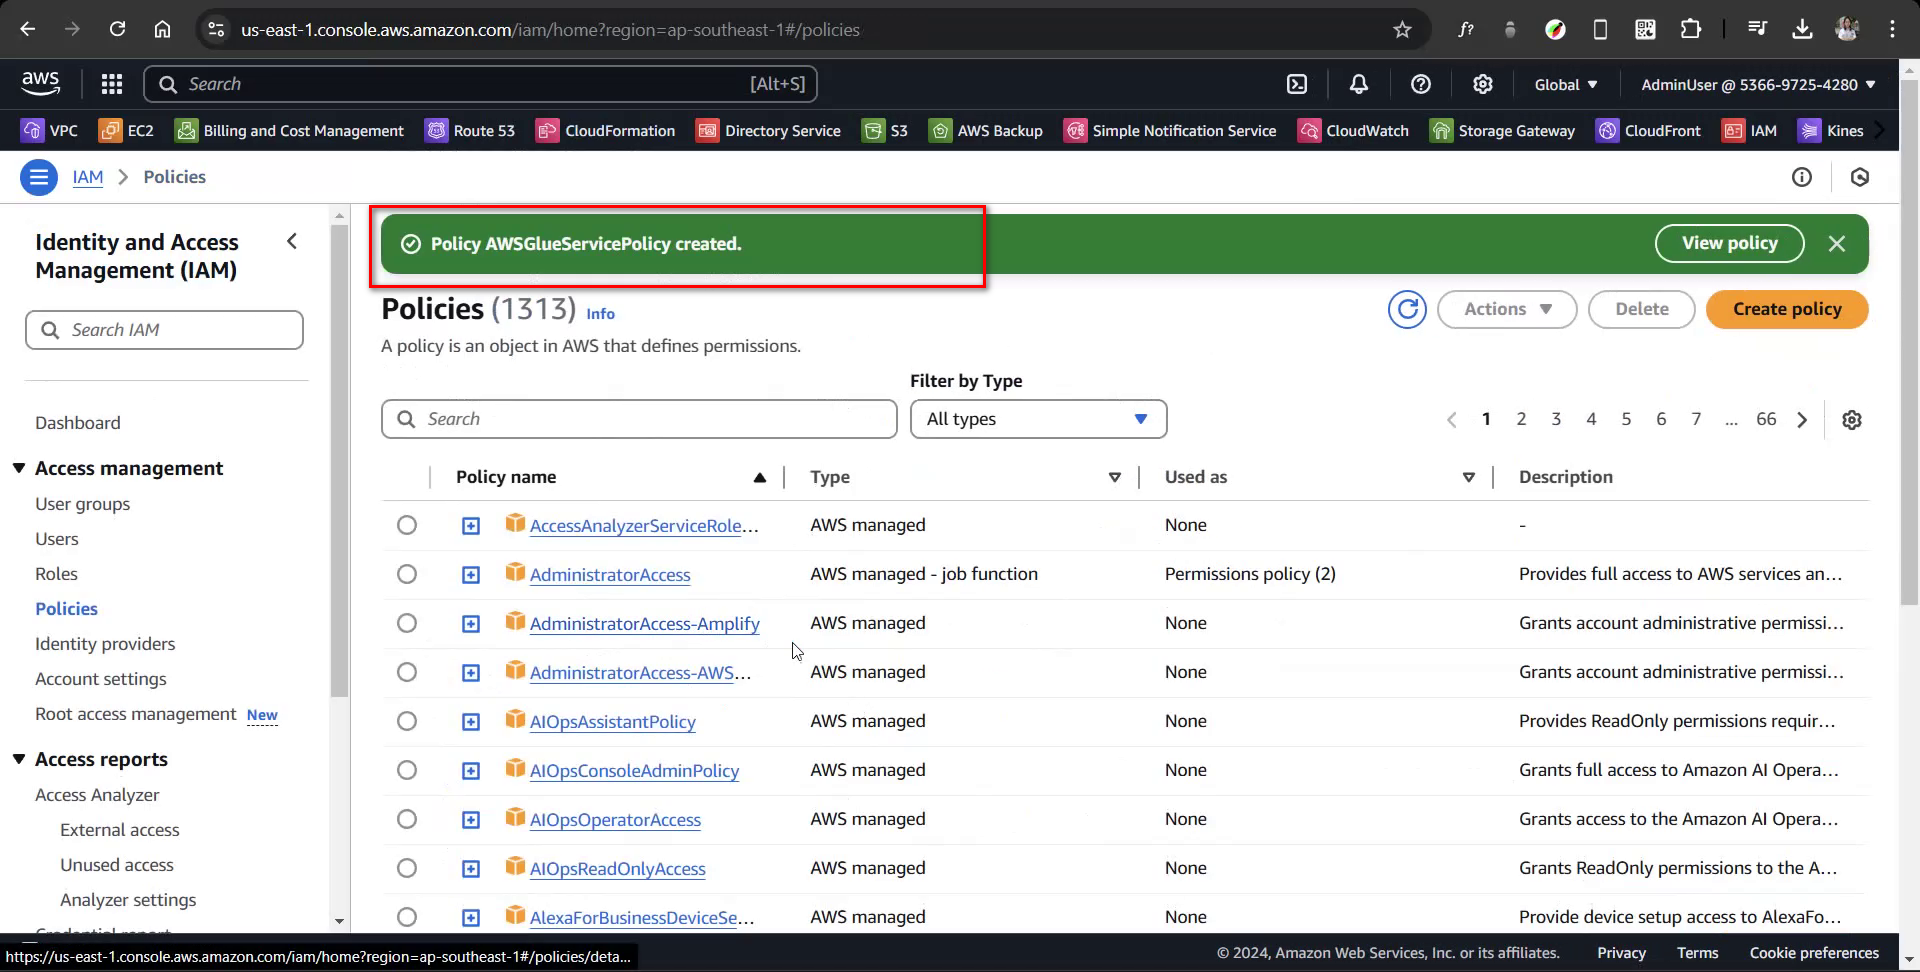 us-east-1.console.aws.amazon.com/iam/home?region=ap-southeast-1#/policies
f?
aws
Search
[Alt+S]
Global
AdminUser @ 5366-9725-4280
VPC
EC2
Billing and Cost Management
Route 53
CloudFormation
Directory Service
S3
AWS Backup
Simple Notification Service
CloudWatch
Storage Gateway
CloudFront
IAM
Kines
IAM > Policies
Identity and Access
Management (IAM)
Search IAM
Dashboard
Access management
User groups
Users
Roles
Policies
Identity providers
Account settings
Root access management New
Access reports
Access Analyzer
External access
Unused access
Analyzer settings
Policy AWSGlueServicePolicy created.
View policy
Policies (1313) Info
Actions
Delete
Create policy
A policy is an object in AWS that defines permissions.
Filter by Type
Search
All types
1 2 3 4 5 6 7 ... 66
Policy name Type Used as Description
AccessAnalyzerServiceRole... AWS managed None -
AdministratorAccess AWS managed - job function Permissions policy (2) Provides full access to AWS services an...
AdministratorAccess-Amplify AWS managed None Grants account administrative permissi...
AdministratorAccess-AWS... AWS managed None Grants account administrative permissi...
AIOpsAssistantPolicy AWS managed None Provides ReadOnly permissions requir...
AIOpsConsoleAdminPolicy AWS managed None Grants full access to Amazon AI Opera...
AIOpsOperatorAccess AWS managed None Grants access to the Amazon AI Opera...
AIOpsReadOnlyAccess AWS managed None Grants ReadOnly permissions to the A...
AlexaForBusinessDeviceSe... AWS managed None Provide device setup access to AlexaFo...
https://us-east-1.console.aws.amazon.com/iam/home?region=ap-southeast-1#/policies/deta...
© 2024, Amazon Web Services, Inc. or its affiliates.
Privacy
Terms
Cookie preferences